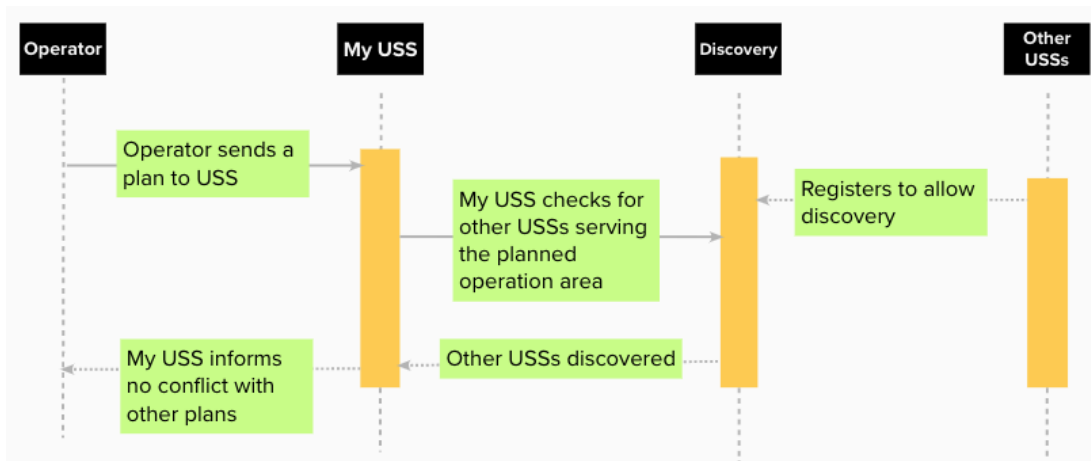 Operator
My USS
Discovery
Other
USSs
Operator sends a
plan to USS
Registers to allow
discovery
My USS checks for
other USSs serving
the planned
operation area
Other USSs discovered
My USS informs
no conflict with
other plans